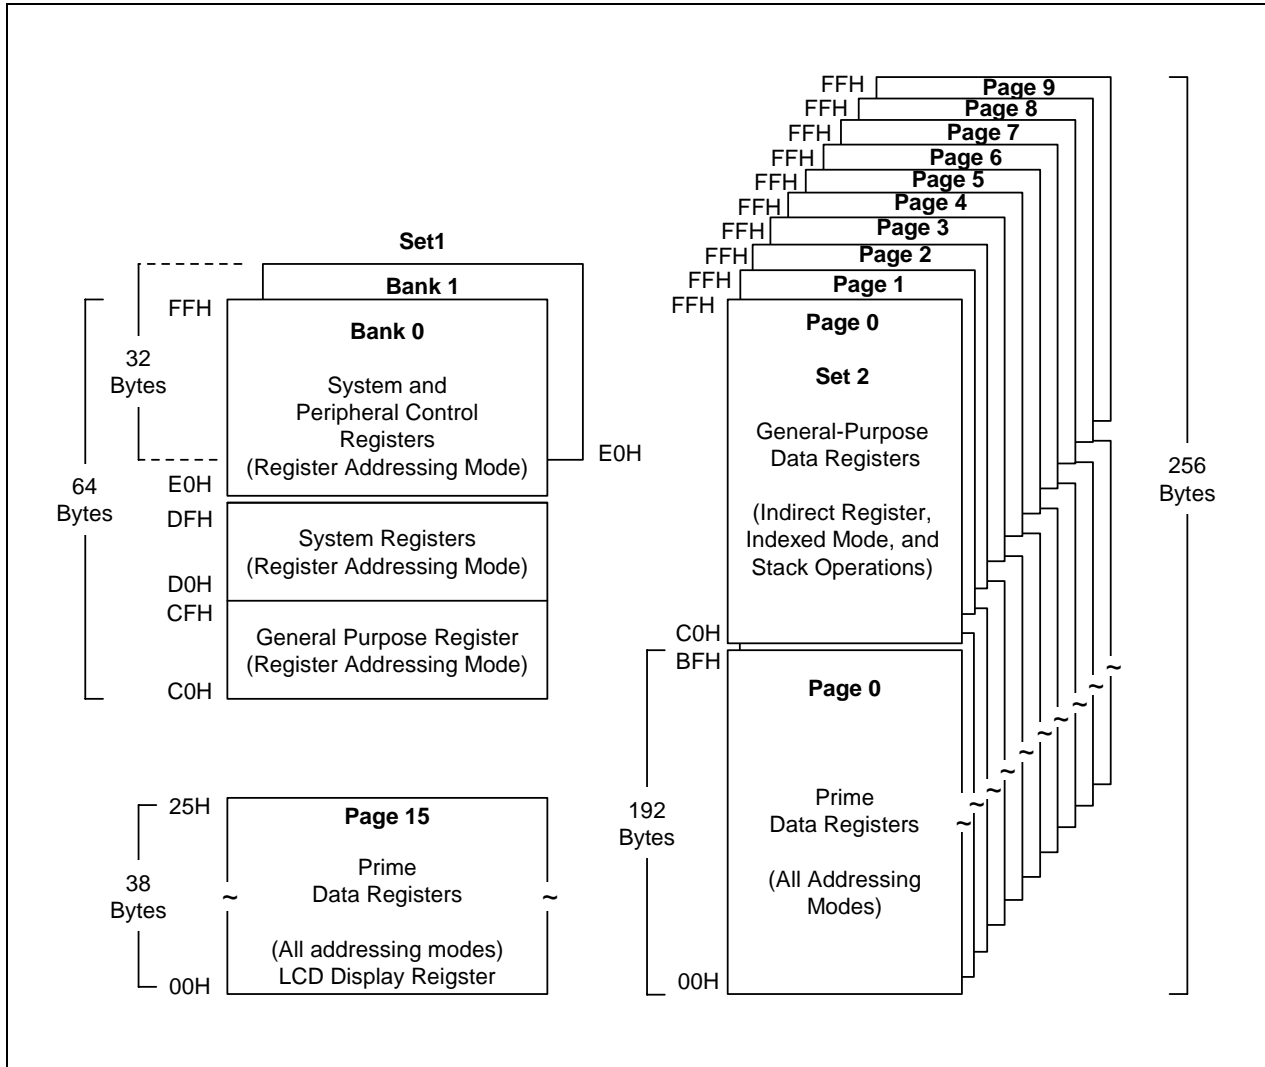 Set1
Bank 1
FFH
Bank 0
32
Bytes
System and
Peripheral Control
Registers
(Register Addressing Mode)
E0H
E0H
64
Bytes
DFH
System Registers
(Register Addressing Mode)
D0H
CFH
General Purpose Register
(Register Addressing Mode)
C0H
25H
Page 15
38
Bytes
Prime
Data Registers
~
~
(All addressing modes)
LCD Display Reigster
00H
FFH
Page 9
FFH
Page 8
FFH
Page 7
FFH
Page 6
FFH
Page 5
FFH
Page 4
FFH
Page 3
FFH
Page 2
FFH
Page 1
FFH
Page 0
Set 2
General-Purpose
Data Registers
(Indirect Register,
Indexed Mode, and
Stack Operations)
C0H
BFH
Page 0
192
Bytes
Prime
Data Registers
(All Addressing
Modes)
00H
~
~
~
~
~
~
~
~
~
~
256
Bytes